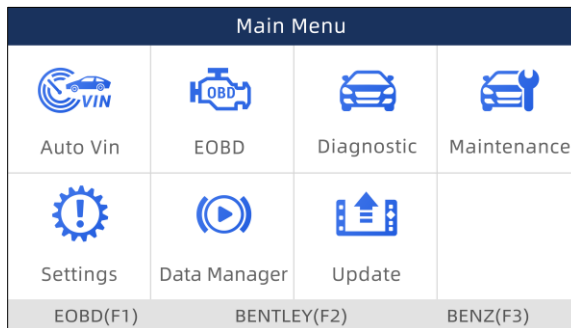 Main Menu
VIN
OBD
Auto Vin
EOBD
Diagnostic
Maintenance
Settings
Data Manager
Update
EOBD(F1)
BENTLEY(F2)
BENZ(F3)